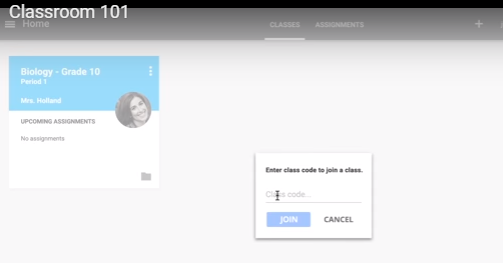 Classroom 101
Home
CLASSES
ASSIGNMENTS
Biology - Grade 10
Period 1
Mrs. Holland
UPCOMING ASSIGNMENTS
No assignments
Enter class code to join a class.
Class code...
JOIN
CANCEL